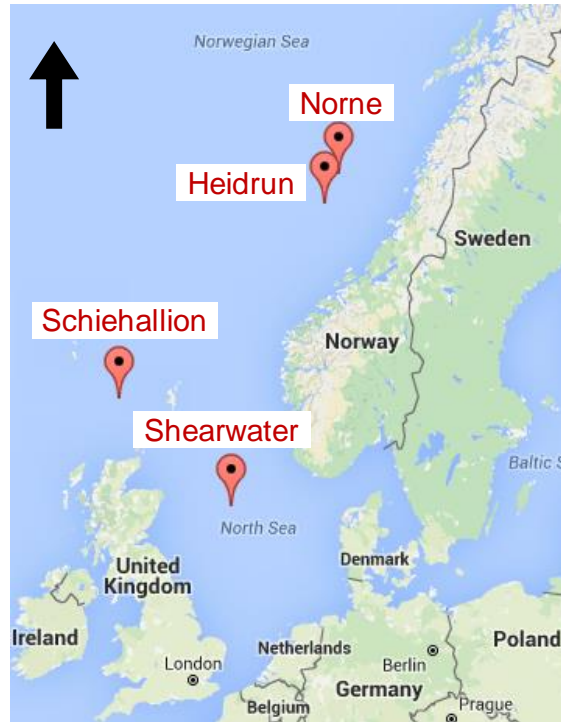 Norwegian Sea
Norne
Heidrun
Sweden
Schiehallion
Norway
Shearwater
Baltic S
North Sea
Denmark
United
Kingdom
Ireland
Netherlands
Poland
London
Berlin
Belgium
Germany
Prague